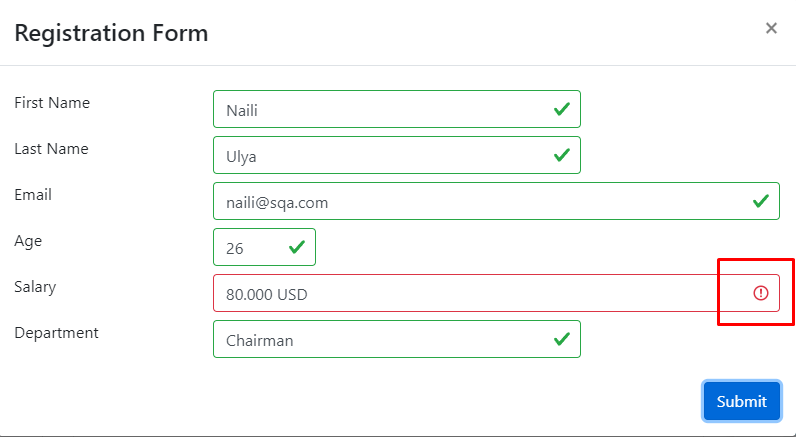 Registration Form ×
First Name Naili
Last Name Ulya
Email naili@sqa.com
Age 26
Salary 80.000 USD
Department Chairman
Submit